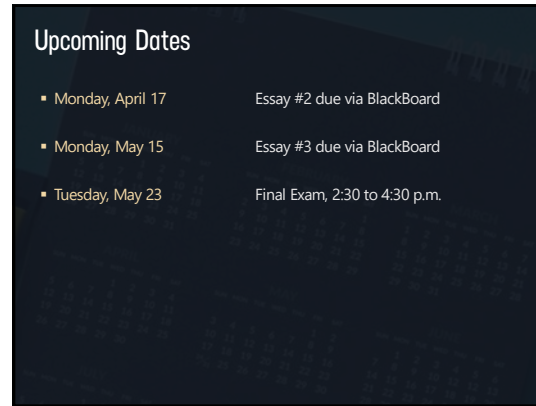 Upcoming Dates
▪ Monday, April 17 Essay #2 due via BlackBoard
▪ Monday, May 15 Essay #3 due via BlackBoard
▪ Tuesday, May 23 Final Exam, 2:30 to 4:30 p.m.